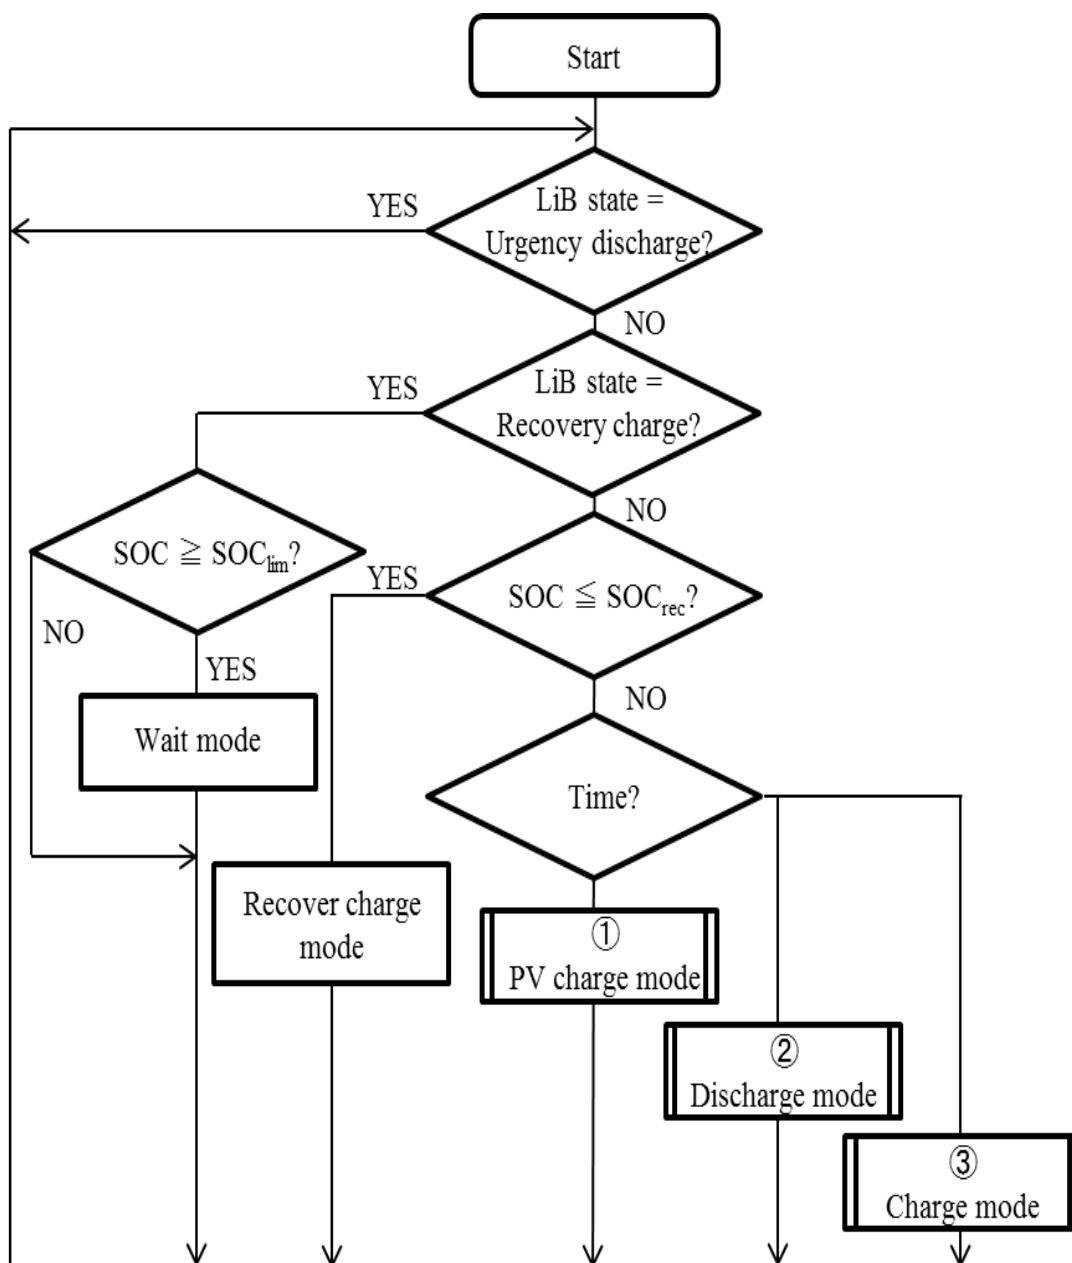 Start
YES
LiB state =
Urgency discharge?
NO
YES
LiB state =
Recovery charge?
NO
SOC ≧ SOClim?
YES
SOC ≦ SOCrec?
NO
YES
NO
Wait mode
Time?
Recover charge
mode
①
PV charge mode
②
Discharge mode
③
Charge mode